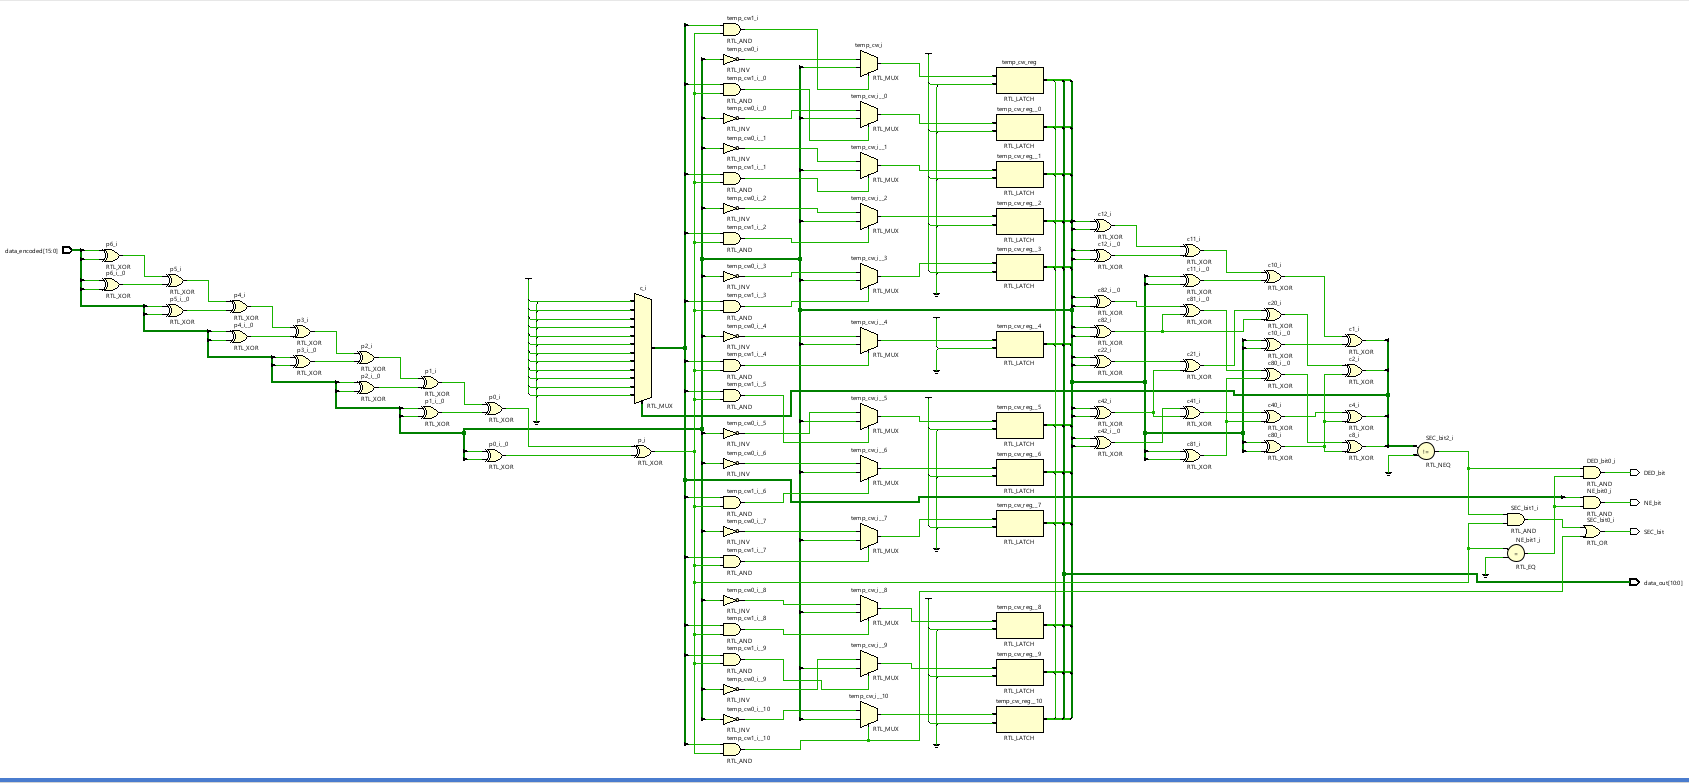 data_encoded[15:0]
p6_i
RTL_XOR
p6_i__0
RTL_XOR
p5_i
RTL_XOR
p5_i__0
RTL_XOR
p4_i
RTL_XOR
p4_i__0
RTL_XOR
p3_i
RTL_XOR
p3_i__0
RTL_XOR
p2_i
RTL_XOR
p2_i__0
RTL_XOR
p1_i
RTL_XOR
p1_i__0
RTL_XOR
p0_i
RTL_XOR
p0_i__0
RTL_XOR
p_i
RTL_XOR
c_i
RTL_MUX
temp_cw1_i
RTL_AND
temp_cw0_i
RTL_INV
temp_cw1_i__0
RTL_AND
temp_cw0_i__0
RTL_INV
temp_cw0_i__1
RTL_INV
temp_cw1_i__1
RTL_AND
temp_cw0_i__2
RTL_INV
temp_cw1_i__2
RTL_AND
temp_cw0_i__3
RTL_INV
temp_cw1_i__3
RTL_AND
temp_cw0_i__4
RTL_INV
temp_cw1_i__4
RTL_AND
temp_cw1_i__5
RTL_AND
temp_cw0_i__5
RTL_INV
temp_cw0_i__6
RTL_INV
temp_cw1_i__6
RTL_AND
temp_cw0_i__7
RTL_INV
temp_cw1_i__7
RTL_AND
temp_cw0_i__8
RTL_INV
temp_cw1_i__8
RTL_AND
temp_cw1_i__9
RTL_AND
temp_cw0_i__9
RTL_INV
temp_cw0_i__10
RTL_INV
temp_cw1_i__10
RTL_AND
temp_cw_i
RTL_MUX
temp_cw_i__0
RTL_MUX
temp_cw_i__1
RTL_MUX
temp_cw_i__2
RTL_MUX
temp_cw_i__3
RTL_MUX
temp_cw_i__4
RTL_MUX
temp_cw_i__5
RTL_MUX
temp_cw_i__6
RTL_MUX
temp_cw_i__7
RTL_MUX
temp_cw_i__8
RTL_MUX
temp_cw_i__9
RTL_MUX
temp_cw_i__10
RTL_MUX
temp_cw_reg
RTL_LATCH
temp_cw_reg__0
RTL_LATCH
temp_cw_reg__1
RTL_LATCH
temp_cw_reg__2
RTL_LATCH
temp_cw_reg__3
RTL_LATCH
temp_cw_reg__4
RTL_LATCH
temp_cw_reg__5
RTL_LATCH
temp_cw_reg__6
RTL_LATCH
temp_cw_reg__7
RTL_LATCH
temp_cw_reg__8
RTL_LATCH
temp_cw_reg__9
RTL_LATCH
temp_cw_reg__10
RTL_LATCH
c12_i
RTL_XOR
c12_i__0
RTL_XOR
c82_i__0
RTL_XOR
c82_i
RTL_XOR
c22_i
RTL_XOR
c42_i
RTL_XOR
c42_i__0
RTL_XOR
c11_i
RTL_XOR
c11_i__0
RTL_XOR
c81_i__0
RTL_XOR
c21_i
RTL_XOR
c41_i
RTL_XOR
c81_i
RTL_XOR
c10_i
RTL_XOR
c20_i
RTL_XOR
c10_i__0
RTL_XOR
c80_i__0
RTL_XOR
c40_i
RTL_XOR
c80_i
RTL_XOR
c1_i
RTL_XOR
c2_i
RTL_XOR
c4_i
RTL_XOR
c8_i
RTL_XOR
SEC_bit2_i
RTL_NEQ
SEC_bit1_i
RTL_AND
NE_bit1_i
RTL_EQ
DED_bit0_i
RTL_AND
NE_bit0_i
RTL_AND
SEC_bit0_i
RTL_OR
DED_bit
NE_bit
SEC_bit
data_out[10:0]